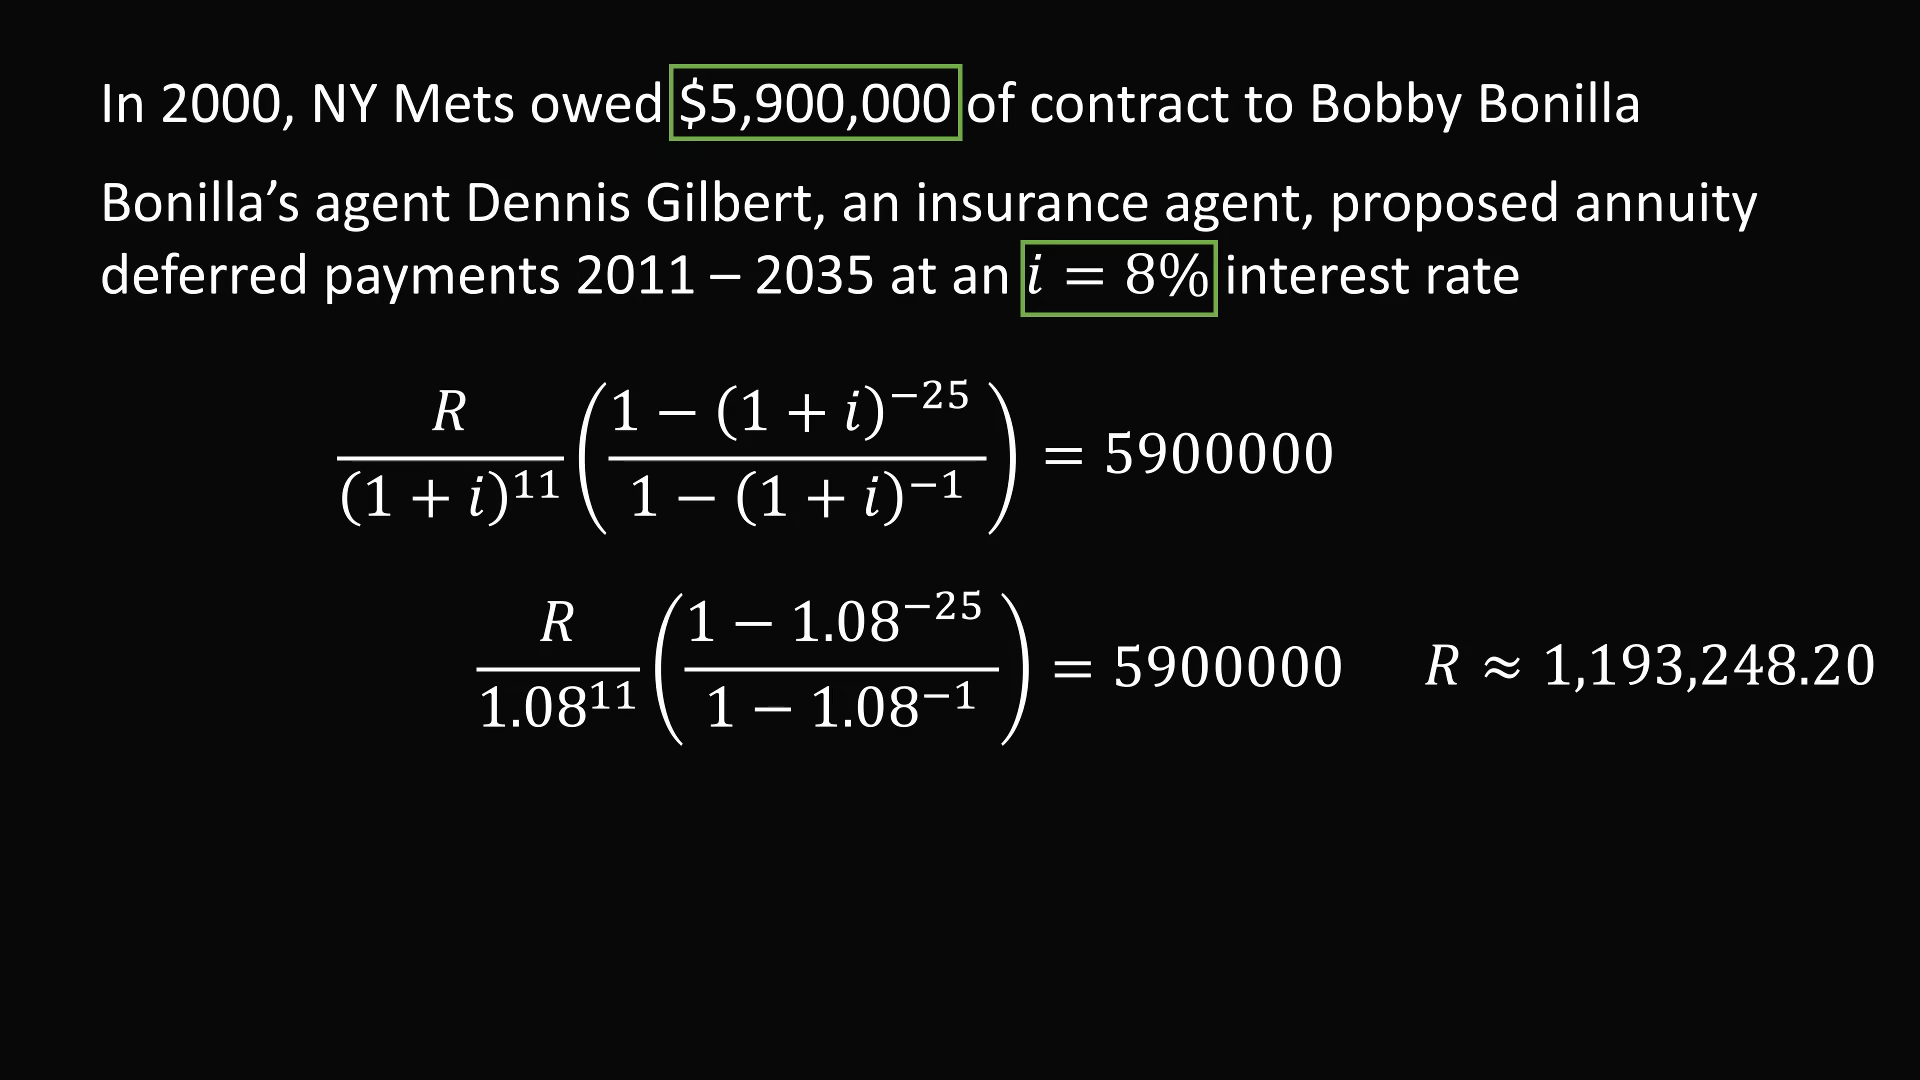 In 2000, NY Mets owed $5,900,000 of contract to Bobby Bonilla
Bonilla’s agent Dennis Gilbert, an insurance agent, proposed annuity
deferred payments 2011 – 2035 at an i = 8% interest rate
R/(1 + i)¹¹ ((1 − (1 + i)⁻²⁵)/(1 − (1 + i)⁻¹)) = 5900000
R/1.08¹¹ ((1 − 1.08⁻²⁵)/(1 − 1.08⁻¹)) = 5900000 R ≈ 1,193,248.20